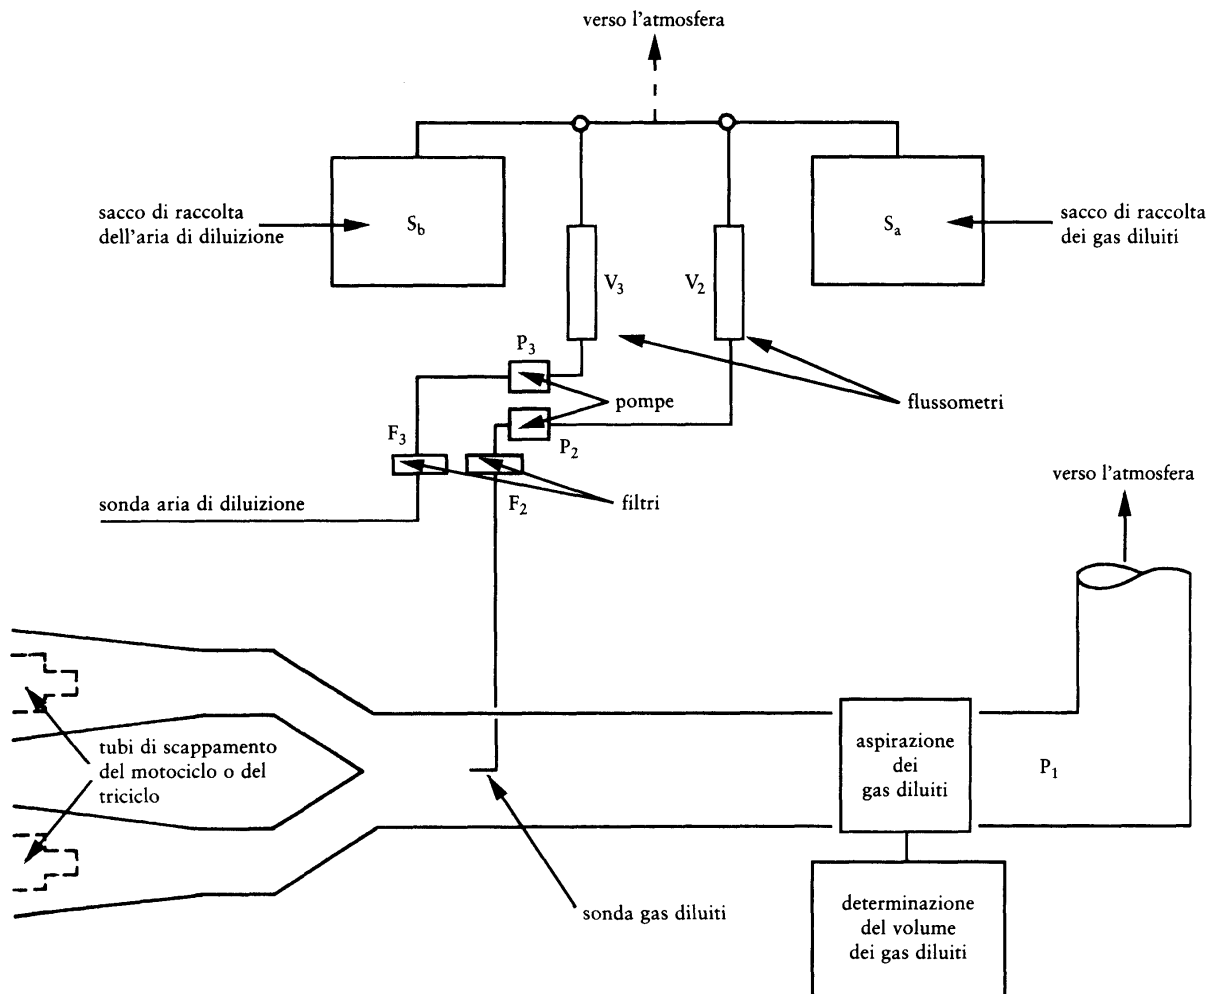 verso l'atmosfera
sacco di raccolta
dell'aria di diluizione
S_b
S_a
sacco di raccolta
dei gas diluiti
V_3
V_2
P_3
pompe
flussometri
P_2
F_3
F_2
filtri
sonda aria di diluizione
verso l'atmosfera
tubi di scappamento
del motociclo o del
triciclo
aspirazione
dei
gas diluiti
P_1
sonda gas diluiti
determinazione
del volume
dei gas diluiti